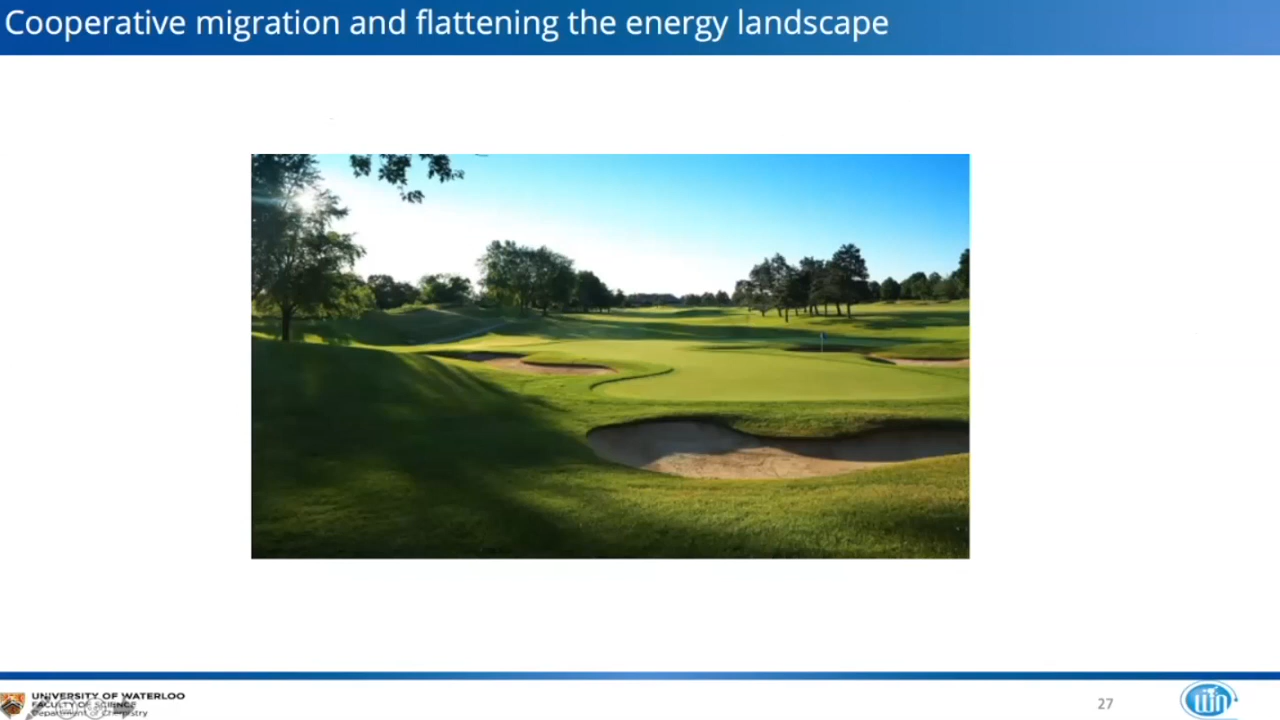 Cooperative migration and flattening the energy landscape
UNIVERSITY OF WATERLOO
FACULTY OF SCIENCE
Department of Chemistry
27